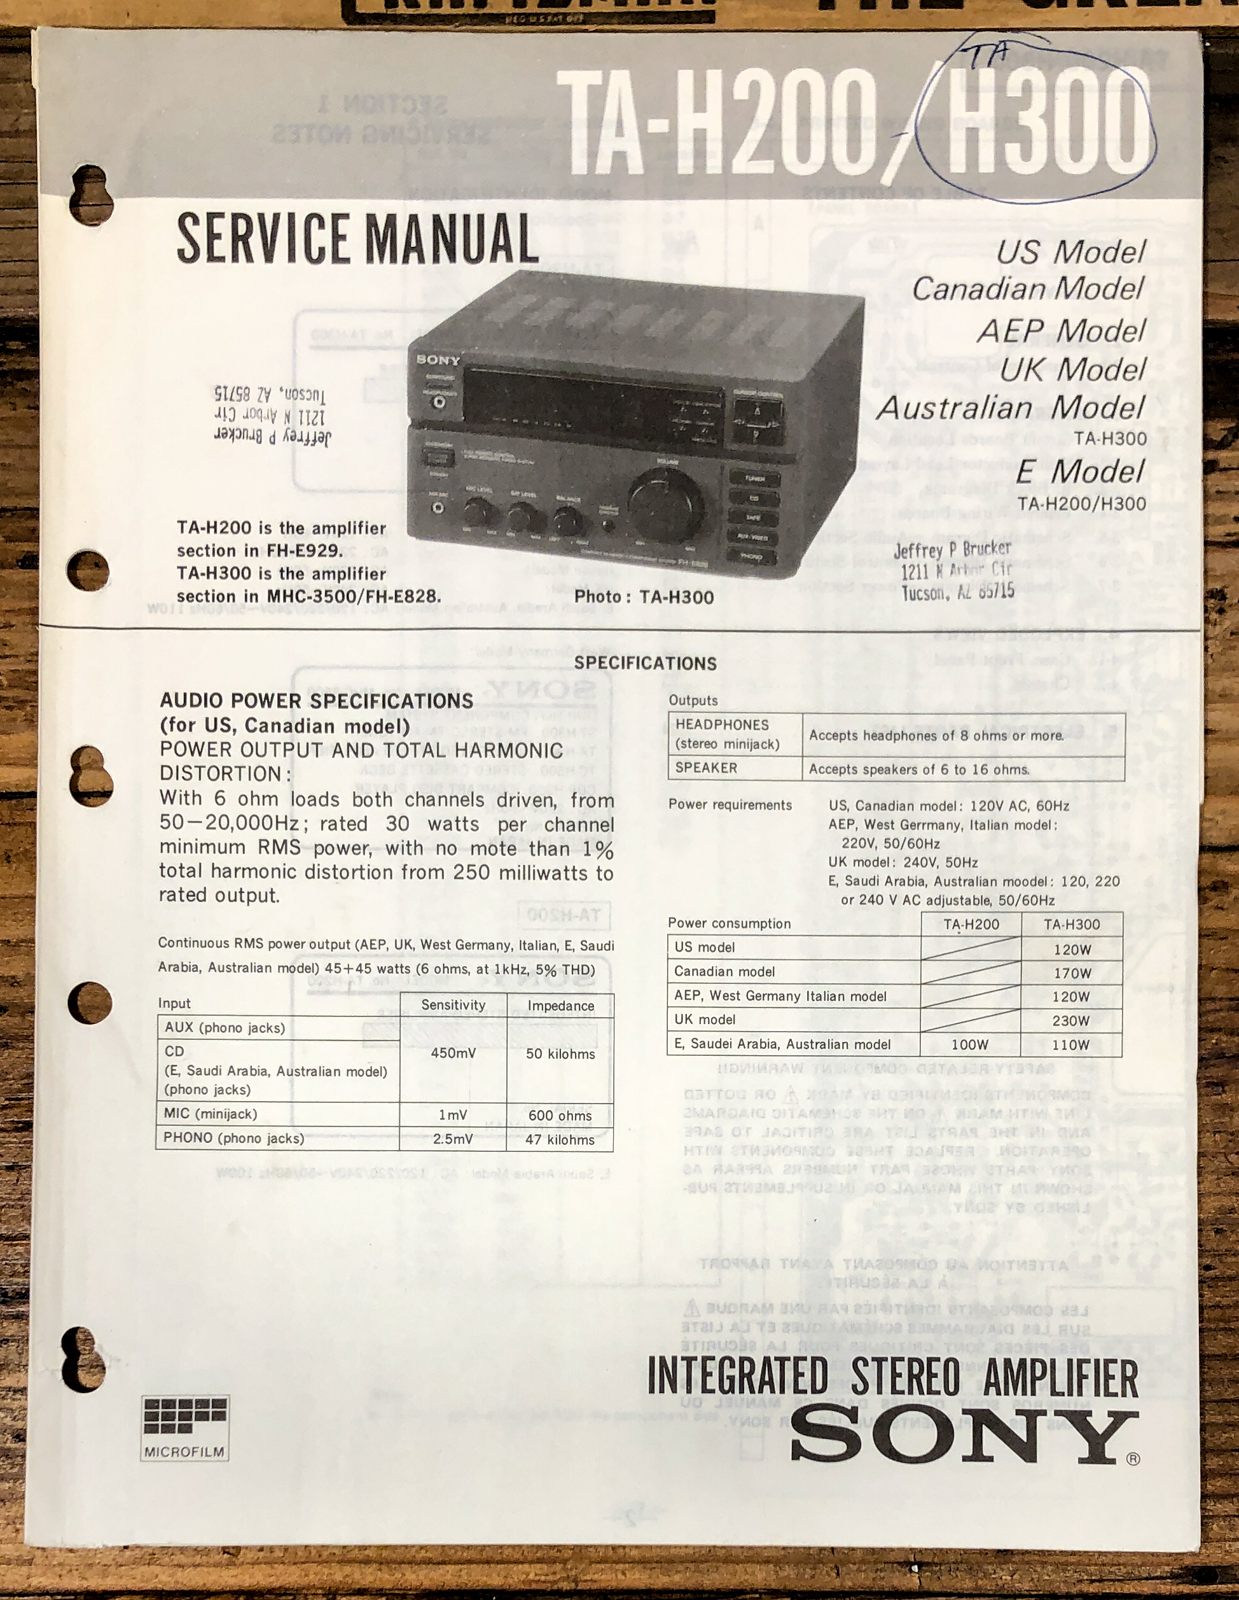 TA
TA-H200/H300
SERVICE MANUAL
US Model
Canadian Model
AEP Model
UK Model
Australian Model
TA-H300
E Model
TA-H200/H300
SONY
Jeffrey P Brucker
1211 N Arbor Cir
Tucson, AZ 85715
TA-H200 is the amplifier
section in FH-E929.
TA-H300 is the amplifier
section in MHC-3500/FH-E828.
Photo : TA-H300
Jeffrey P Brucker
1211 N Arbor Cir
Tucson, AZ 85715
SPECIFICATIONS
AUDIO POWER SPECIFICATIONS
(for US, Canadian model)
POWER OUTPUT AND TOTAL HARMONIC
DISTORTION :
With 6 ohm loads both channels driven, from
50—20,000Hz; rated 30 watts per channel
minimum RMS power, with no mote than 1%
total harmonic distortion from 250 milliwatts to
rated output.
Continuous RMS power output (AEP, UK, West Germany, Italian, E, Saudi
Arabia, Australian model) 45+45 watts (6 ohms, at 1kHz, 5% THD)
Input Sensitivity Impedance
AUX (phono jacks)
CD 450mV 50 kilohms
(E, Saudi Arabia, Australian model)
(phono jacks)
MIC (minijack) 1mV 600 ohms
PHONO (phono jacks) 2.5mV 47 kilohms
Outputs
HEADPHONES
(stereo minijack) Accepts headphones of 8 ohms or more.
SPEAKER Accepts speakers of 6 to 16 ohms.
Power requirements US, Canadian model : 120V AC, 60Hz
AEP, West Gerrmany, Italian model :
220V, 50/60Hz
UK model : 240V, 50Hz
E, Saudi Arabia, Australian moodel : 120, 220
or 240 V AC adjustable, 50/60Hz
Power consumption TA-H200 TA-H300
US model 120W
Canadian model 170W
AEP, West Germany Italian model 120W
UK model 230W
E, Saudei Arabia, Australian model 100W 110W
INTEGRATED STEREO AMPLIFIER
SONY ®
MICROFILM